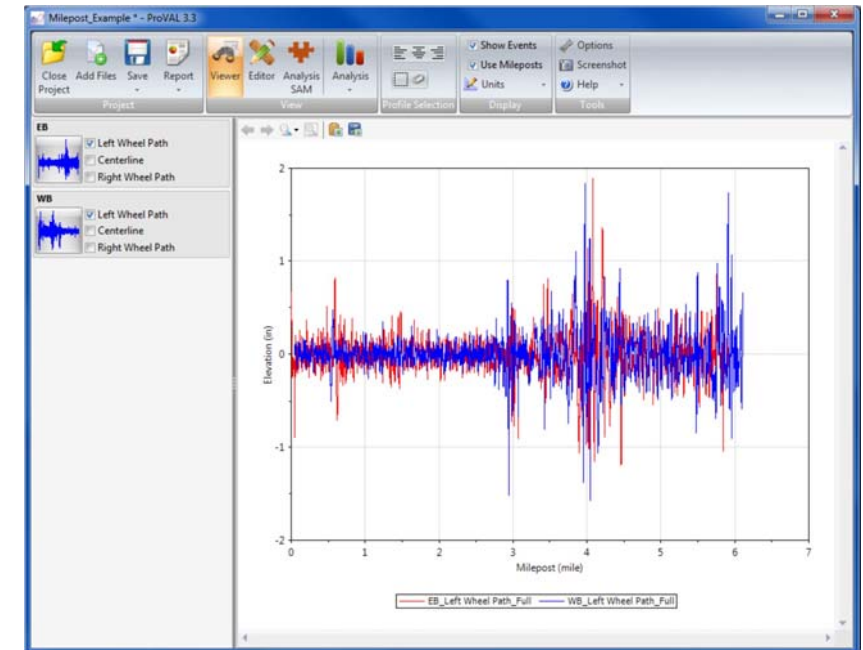 Milepost_Example * - ProVAL 3.3
Close Project
Add Files
Save
Report
Viewer
Editor
Analysis SAM
Analysis
Show Events
Use Mileposts
Units
Options
Screenshot
Help
Project
View
Profile Selection
Display
Tools
EB
Left Wheel Path
Centerline
Right Wheel Path
WB
Left Wheel Path
Centerline
Right Wheel Path
2
1
0
-1
-2
Elevation (in)
0 1 2 3 4 5 6 7
Milepost (mile)
EB_Left Wheel Path_Full WB_Left Wheel Path_Full